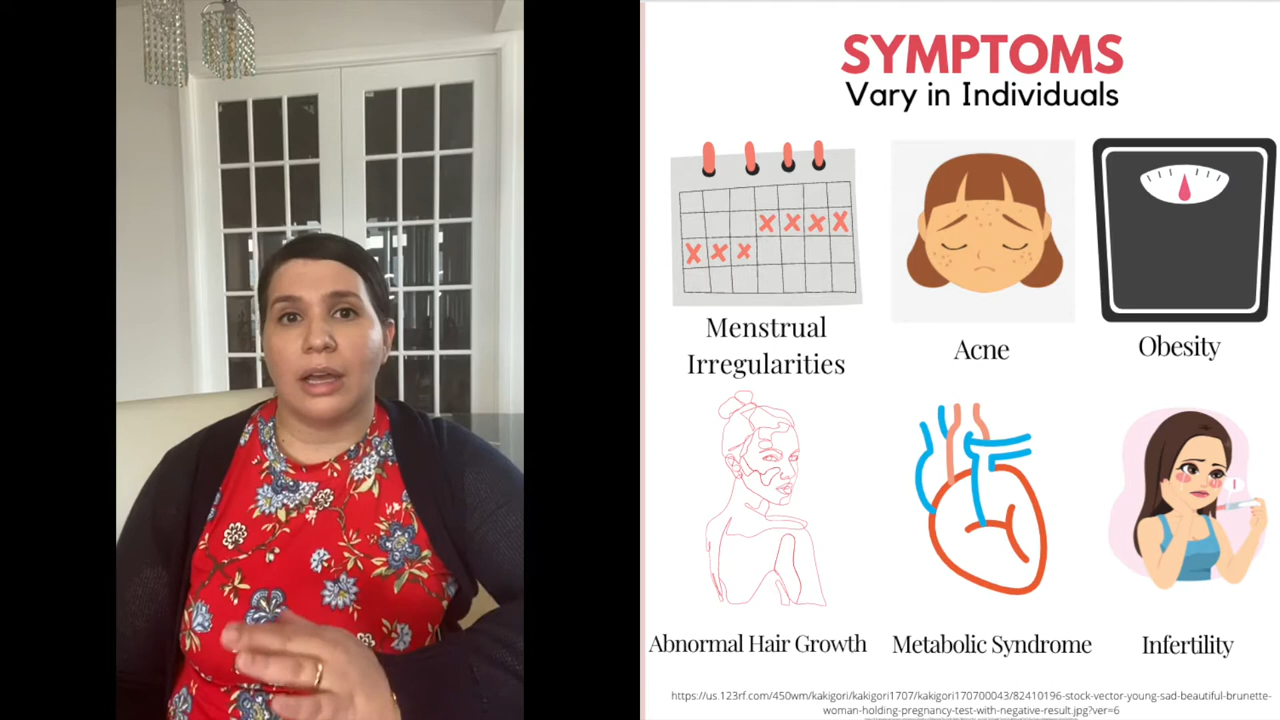 SYMPTOMS
Vary in Individuals
Menstrual
Irregularities
Acne
Obesity
Abnormal Hair Growth
Metabolic Syndrome
Infertility
https://us.123rf.com/450wm/kakigori/kakigori1707/kakigori170700043/82410196-stock-vector-young-sad-beautiful-brunette-
woman-holding-pregnancy-test-with-negative-result.jpg?ver=6